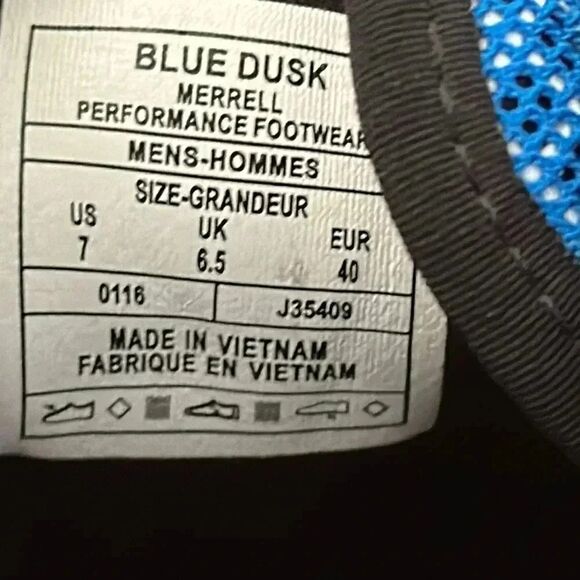 BLUE DUSK
MERRELL
PERFORMANCE FOOTWEAR
MENS-HOMMES
SIZE-GRANDEUR
US UK EUR
7 6.5 40
0116 J35409
MADE IN VIETNAM
FABRIQUE EN VIETNAM